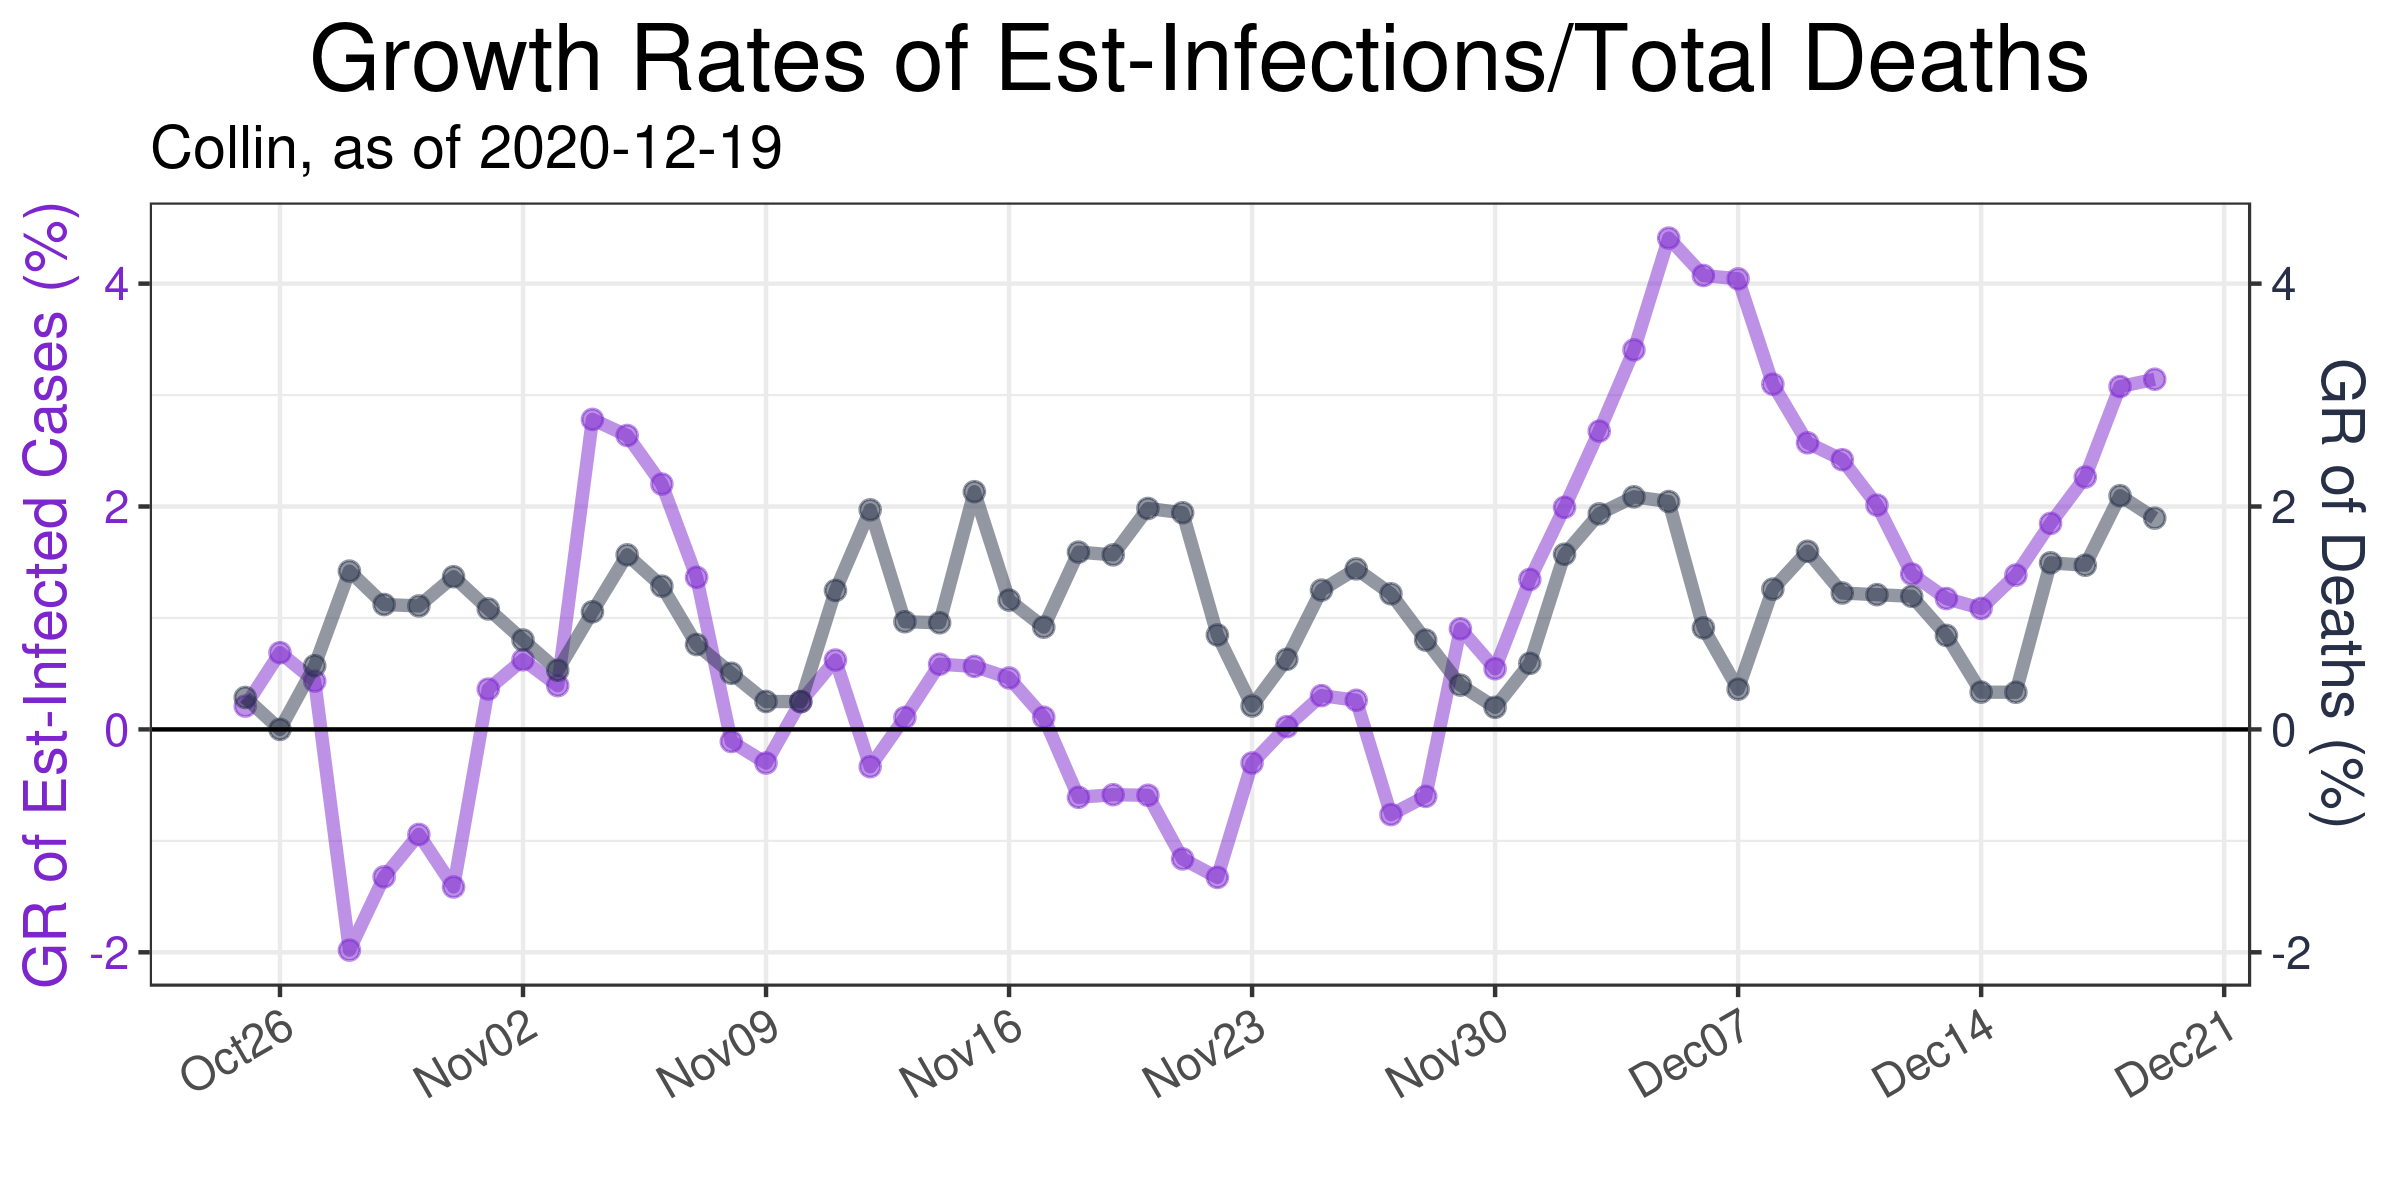 Growth Rates of Est-Infections/Total Deaths
Collin, as of 2020-12-19
GR of Est-Infected Cases (%)
4
2
0
-2
4
2
0
-2
GR of Deaths (%)
Oct26
Nov02
Nov09
Nov16
Nov23
Nov30
Dec07
Dec14
Dec21